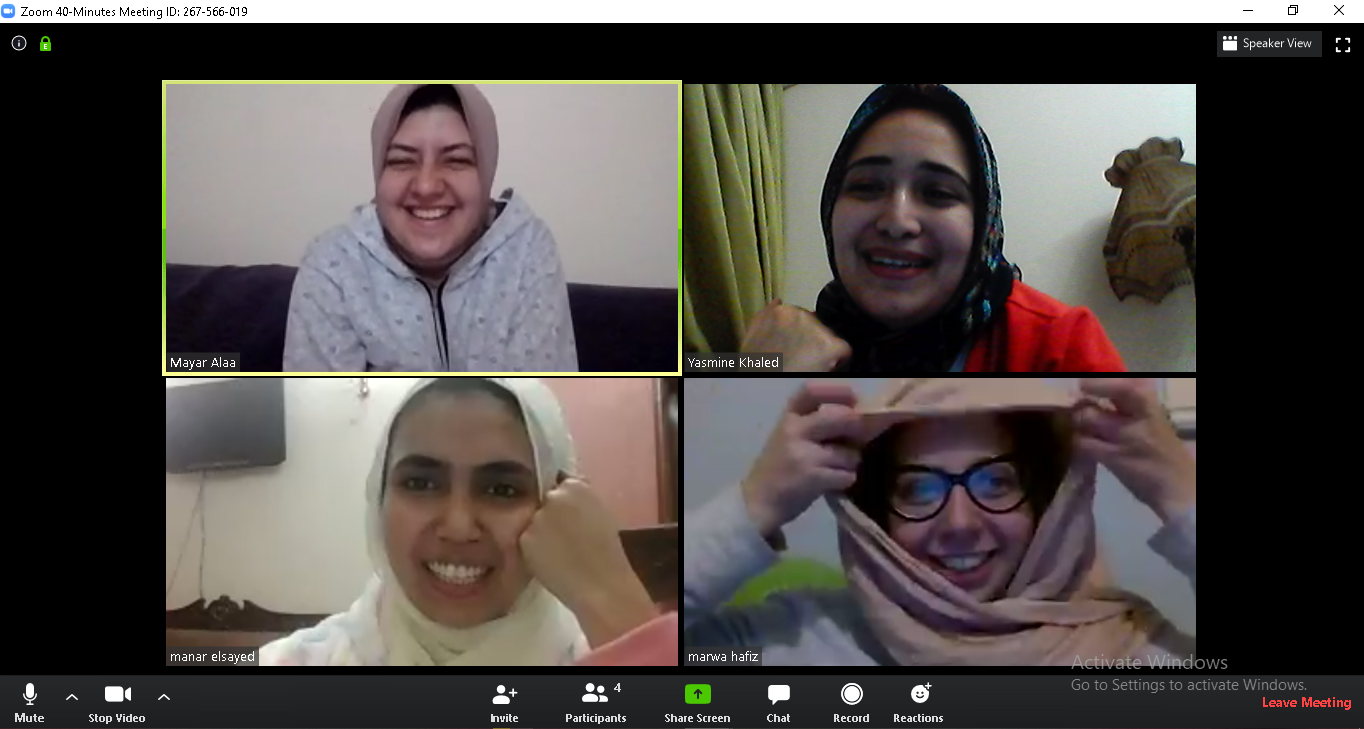 Zoom 40-Minutes Meeting ID: 267-566-019
Speaker View
Mayar Alaa
Yasmine Khaled
manar elsayed
marwa hafiz
Activate Windows
Go to Settings to activate Windows.
Mute
Stop Video
Invite
Participants
4
Share Screen
Chat
Record
Reactions
Leave Meeting